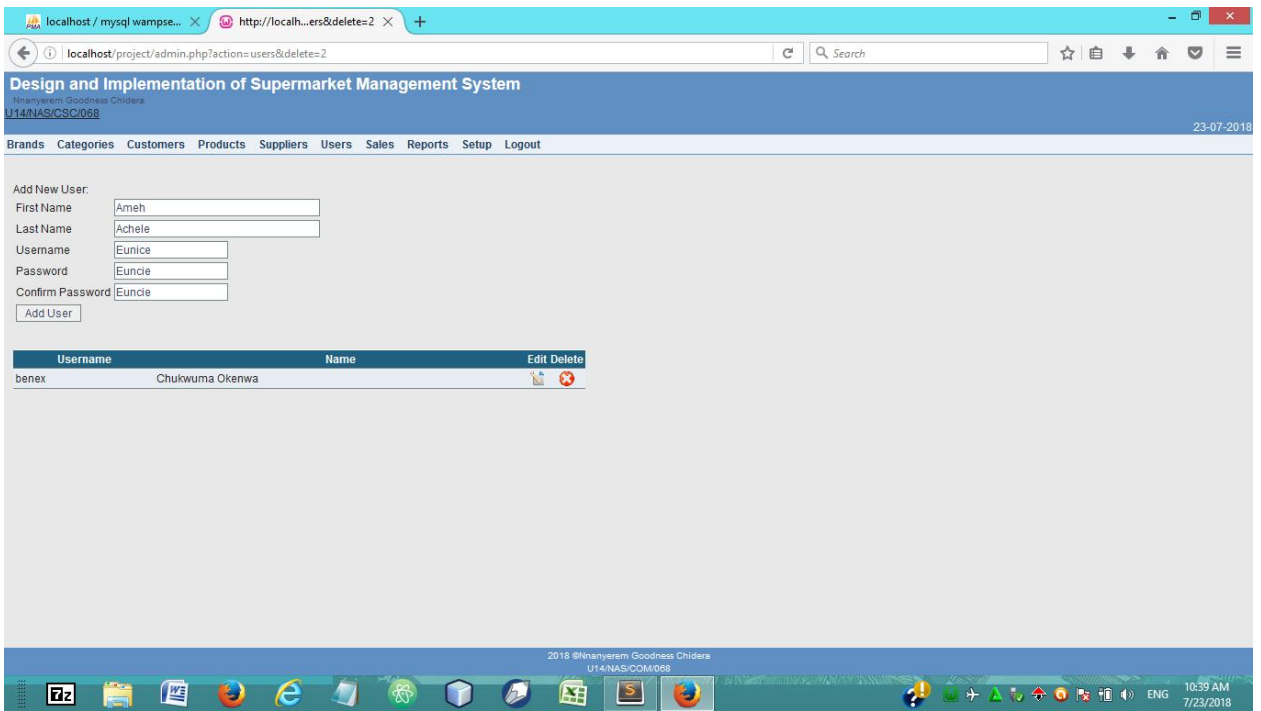 localhost / mysql wampse... http://localh...ers&delete=2
localhost/project/admin.php?action=users&delete=2 Search
Design and Implementation of Supermarket Management System
Nnanyerem Goodness Chidera
U14/NAS/CSC/068
23-07-2018
Brands Categories Customers Products Suppliers Users Sales Reports Setup Logout
Add New User:
First Name Ameh
Last Name Achele
Username Eunice
Password Euncie
Confirm Password Euncie
Add User
Username Name Edit Delete
benex Chukwuma Okenwa
2018 ©Nnanyerem Goodness Chidera
U14/NAS/COM/068
ENG 10:39 AM
7/23/2018